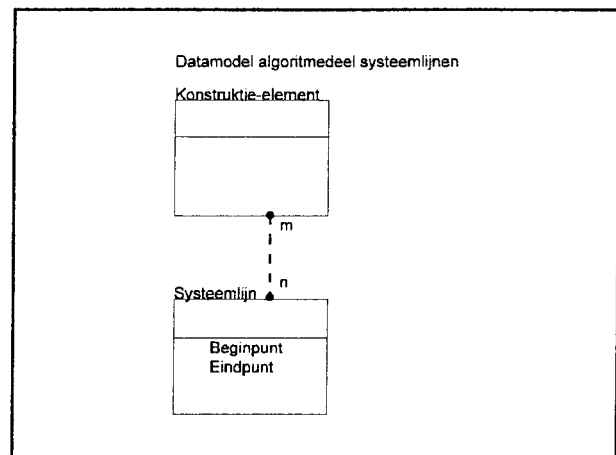 Datamodel algoritmedeel systeemlijnen
Konstruktie-element
m
n
Systeemlijn
Beginpunt
Eindpunt